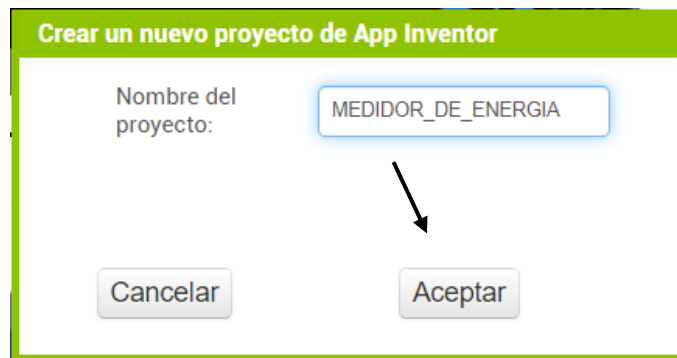 Crear un nuevo proyecto de App Inventor
Nombre del
proyecto:
MEDIDOR_DE_ENERGIA
Cancelar
Aceptar